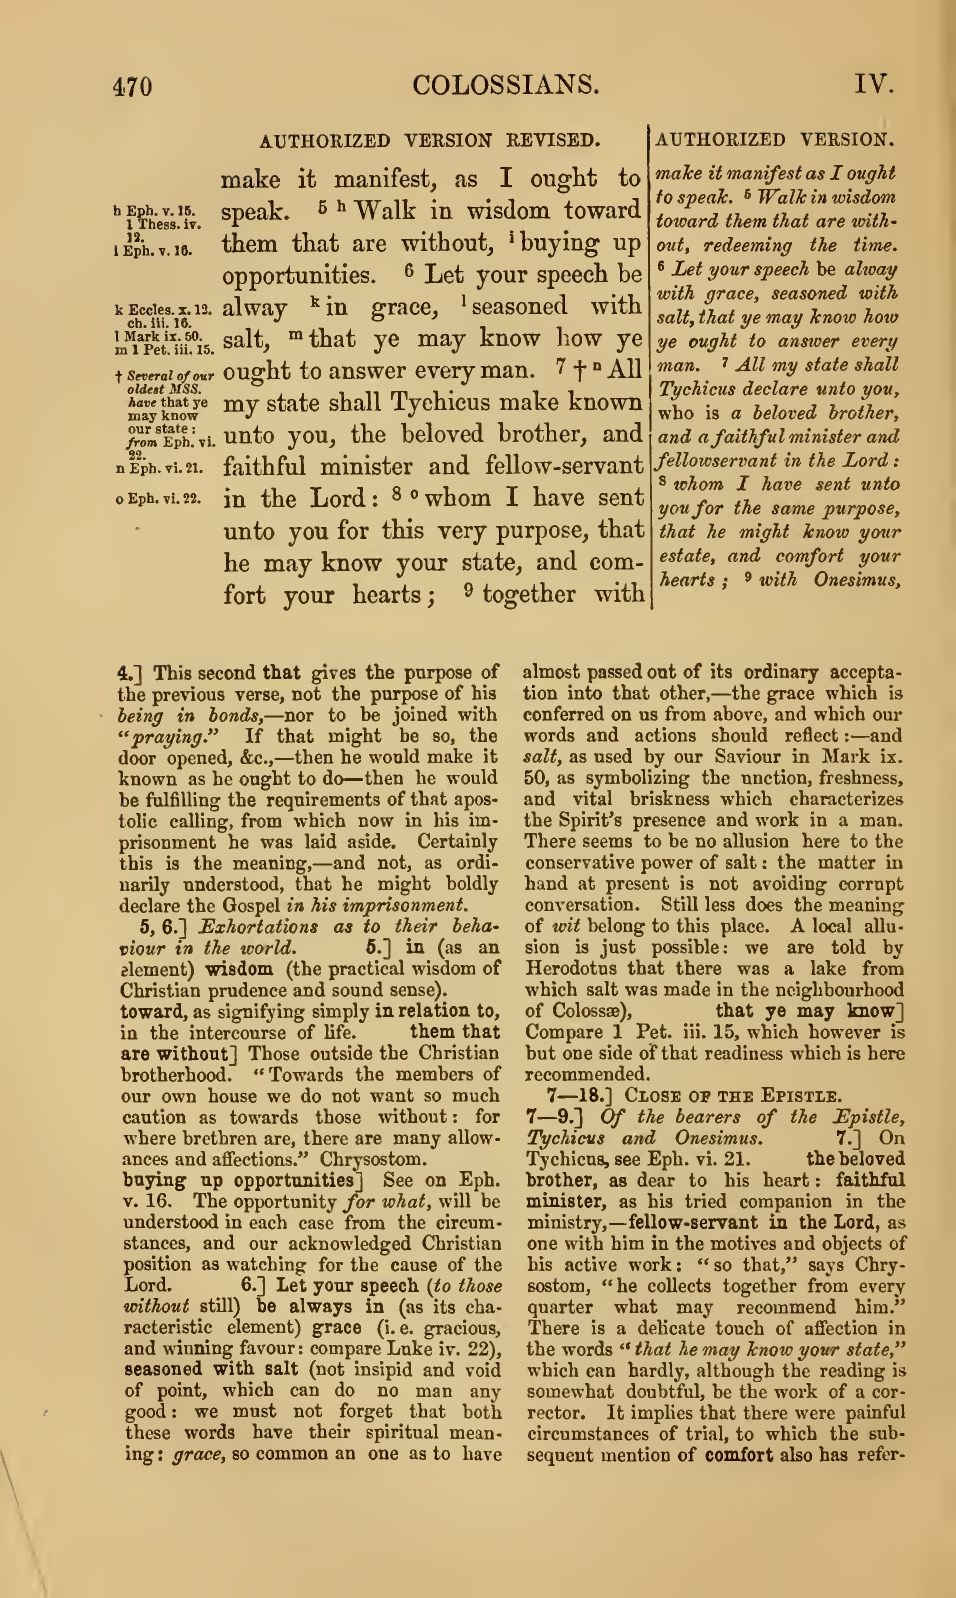 470
COLOSSIANS.
IV.
AUTHORIZED VERSION REVISED.
make it manifest, as I ought to
speak. 5 h Walk in wisdom toward
them that are without, i buying up
opportunities. 6 Let your speech be
alway k in grace, l seasoned with
salt, m that ye may know how ye
ought to answer every man. 7 † n All
my state shall Tychicus make known
unto you, the beloved brother, and
faithful minister and fellow-servant
in the Lord: 8 o whom I have sent
unto you for this very purpose, that
he may know your state, and com-
fort your hearts; 9 together with
h Eph. v. 15.
1 Thess. iv.
12.
i Eph. v. 16.
k Eccles. x. 12.
ch. iii. 16.
l Mark ix. 50.
m 1 Pet. iii. 15.
† Several of our
oldest MSS.
have that ye
may know
our state:
from Eph. vi.
22.
n Eph. vi. 21.
o Eph. vi. 22.
AUTHORIZED VERSION.
make it manifest as I ought
to speak. 5 Walk in wisdom
toward them that are with-
out, redeeming the time.
6 Let your speech be alway
with grace, seasoned with
salt, that ye may know how
ye ought to answer every
man. 7 All my state shall
Tychicus declare unto you,
who is a beloved brother,
and a faithful minister and
fellowservant in the Lord:
8 whom I have sent unto
you for the same purpose,
that he might know your
estate, and comfort your
hearts; 9 with Onesimus,
4.] This second that gives the purpose of
the previous verse, not the purpose of his
being in bonds,—nor to be joined with
“praying.” If that might be so, the
door opened, &c.,—then he would make it
known as he ought to do—then he would
be fulfilling the requirements of that apos-
tolic calling, from which now in his im-
prisonment he was laid aside. Certainly
this is the meaning,—and not, as ordi-
narily understood, that he might boldly
declare the Gospel in his imprisonment.
5, 6.] Exhortations as to their beha-
viour in the world. 5.] in (as an
element) wisdom (the practical wisdom of
Christian prudence and sound sense).
toward, as signifying simply in relation to,
in the intercourse of life. them that
are without] Those outside the Christian
brotherhood. “Towards the members of
our own house we do not want so much
caution as towards those without: for
where brethren are, there are many allow-
ances and affections.” Chrysostom.
buying up opportunities] See on Eph.
v. 16. The opportunity for what, will be
understood in each case from the circum-
stances, and our acknowledged Christian
position as watching for the cause of the
Lord. 6.] Let your speech (to those
without still) be always in (as its cha-
racteristic element) grace (i. e. gracious,
and winning favour: compare Luke iv. 22),
seasoned with salt (not insipid and void
of point, which can do no man any
good: we must not forget that both
these words have their spiritual mean-
ing: grace, so common an one as to have
almost passed out of its ordinary accepta-
tion into that other,—the grace which is
conferred on us from above, and which our
words and actions should reflect:—and
salt, as used by our Saviour in Mark ix.
50, as symbolizing the unction, freshness,
and vital briskness which characterizes
the Spirit's presence and work in a man.
There seems to be no allusion here to the
conservative power of salt: the matter in
hand at present is not avoiding corrupt
conversation. Still less does the meaning
of wit belong to this place. A local allu-
sion is just possible: we are told by
Herodotus that there was a lake from
which salt was made in the neighbourhood
of Colossæ), that ye may know]
Compare 1 Pet. iii. 15, which however is
but one side of that readiness which is here
recommended.
7—18.] CLOSE OF THE EPISTLE.
7—9.] Of the bearers of the Epistle,
Tychicus and Onesimus. 7.] On
Tychicus, see Eph. vi. 21. the beloved
brother, as dear to his heart: faithful
minister, as his tried companion in the
ministry,—fellow-servant in the Lord, as
one with him in the motives and objects of
his active work: “so that,” says Chry-
sostom, “he collects together from every
quarter what may recommend him.”
There is a delicate touch of affection in
the words “that he may know your state,”
which can hardly, although the reading is
somewhat doubtful, be the work of a cor-
rector. It implies that there were painful
circumstances of trial, to which the sub-
sequent mention of comfort also has refer-